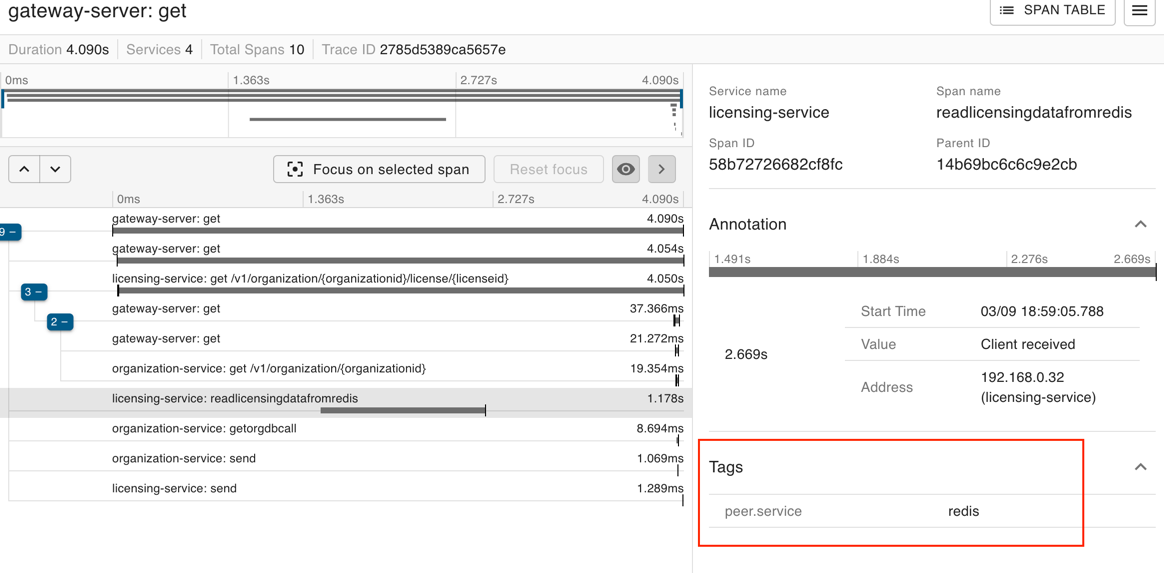 gateway-server: get
SPAN TABLE
Duration 4.090s Services 4 Total Spans 10 Trace ID 2785d5389ca5657e
0ms 1.363s 2.727s 4.090s
Focus on selected span Reset focus
0ms 1.363s 2.727s 4.090s
gateway-server: get 4.090s
9 −
gateway-server: get 4.054s
licensing-service: get /v1/organization/{organizationid}/license/{licenseid} 4.050s
3 −
gateway-server: get 37.366ms
2 −
gateway-server: get 21.272ms
organization-service: get /v1/organization/{organizationid} 19.354ms
licensing-service: readlicensingdatafromredis 1.178s
organization-service: getorgdbcall 8.694ms
organization-service: send 1.069ms
licensing-service: send 1.289ms
Service name Span name
licensing-service readlicensingdatafromredis
Span ID Parent ID
58b72726682cf8fc 14b69bc6c6c9e2cb
Annotation
1.491s 1.884s 2.276s 2.669s
Start Time 03/09 18:59:05.788
Value Client received
2.669s
Address 192.168.0.32
(licensing-service)
Tags
peer.service redis